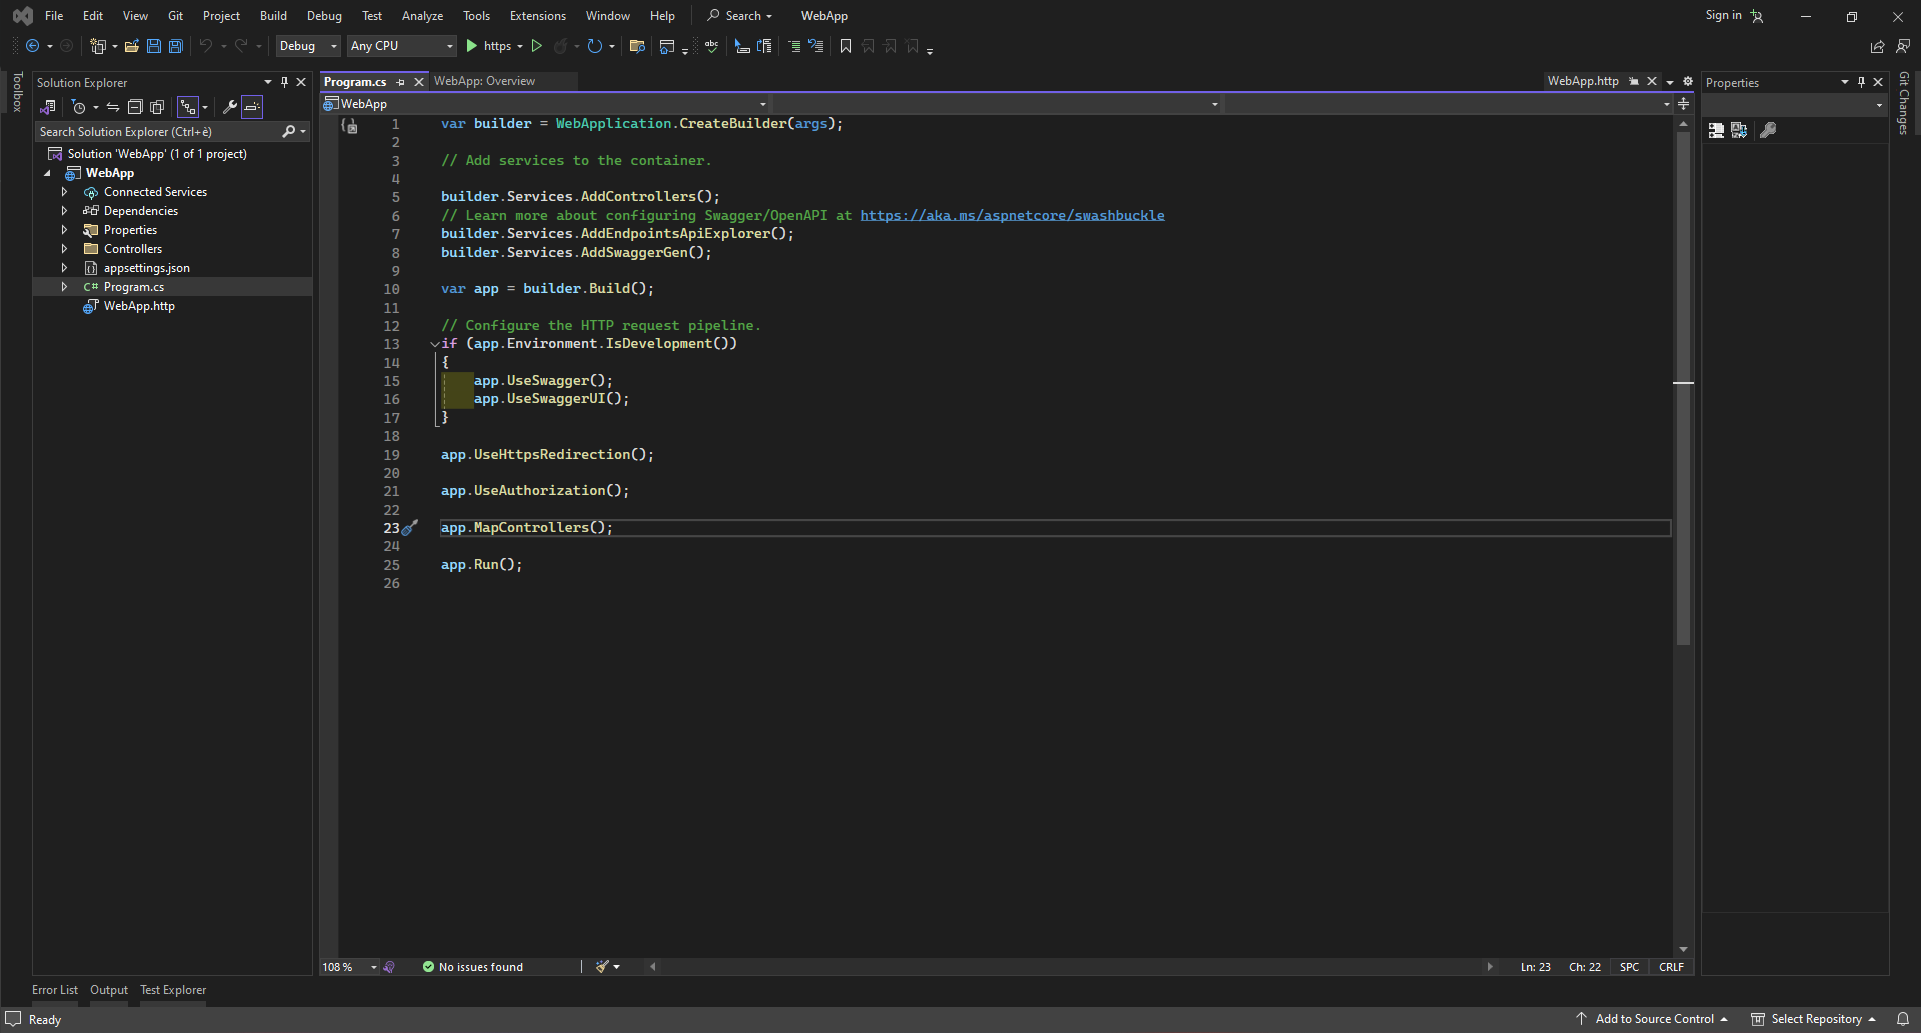 File Edit View Git Project Build Debug Test Analyze Tools Extensions Window Help Search WebApp Sign in
Debug Any CPU https
Toolbox
Solution Explorer
Search Solution Explorer (Ctrl+è)
Solution 'WebApp' (1 of 1 project)
WebApp
Connected Services
Dependencies
Properties
Controllers
appsettings.json
C# Program.cs
WebApp.http
Program.cs WebApp: Overview WebApp.http
WebApp
1 var builder = WebApplication.CreateBuilder(args);
2
3 // Add services to the container.
4
5 builder.Services.AddControllers();
6 // Learn more about configuring Swagger/OpenAPI at https://aka.ms/aspnetcore/swashbuckle
7 builder.Services.AddEndpointsApiExplorer();
8 builder.Services.AddSwaggerGen();
9
10 var app = builder.Build();
11
12 // Configure the HTTP request pipeline.
13 if (app.Environment.IsDevelopment())
14 {
15 app.UseSwagger();
16 app.UseSwaggerUI();
17 }
18
19 app.UseHttpsRedirection();
20
21 app.UseAuthorization();
22
23 app.MapControllers();
24
25 app.Run();
26
108 % No issues found Ln: 23 Ch: 22 SPC CRLF
Properties
Git Changes
Error List Output Test Explorer
Ready Add to Source Control Select Repository